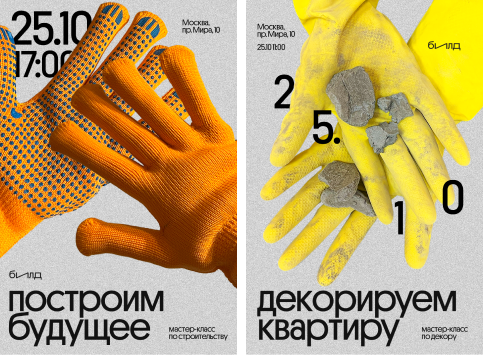 25.10
17:00
Москва,
пр.Мира, 10
билд
построим
будущее
мастер-класс
по строительству
Москва,
пр.Мира, 10
25.10 11:00
билд
2
5.
1
0
декорируем
квартиру
мастер-класс
по декору